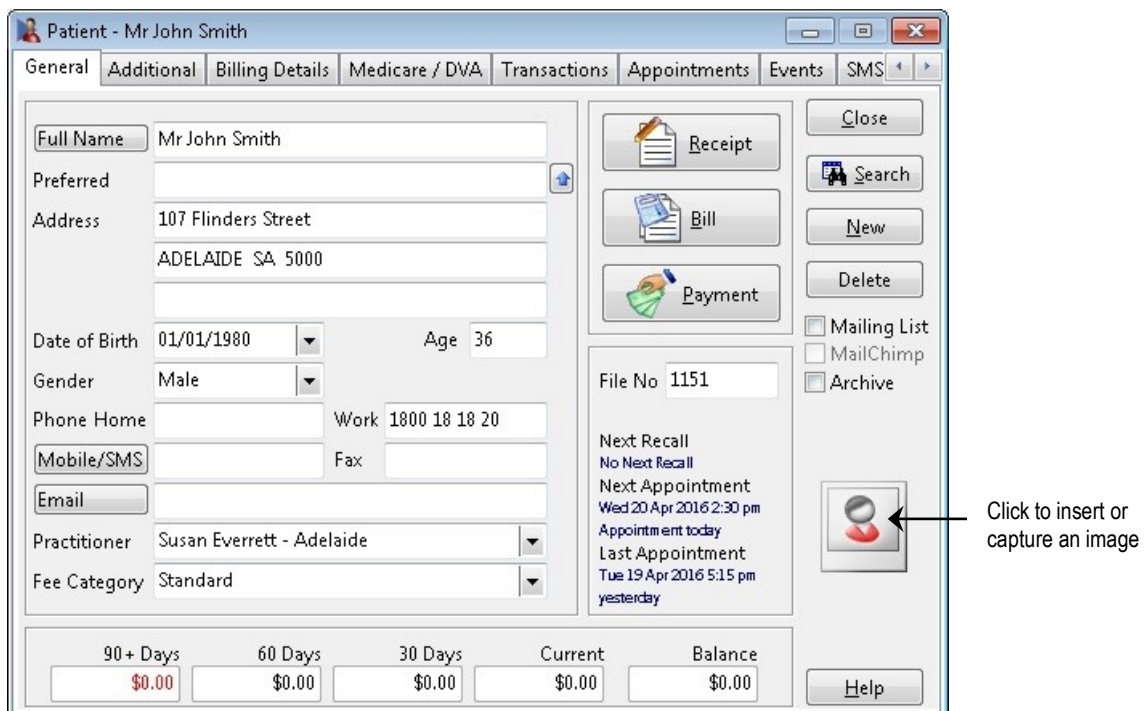 Patient - Mr John Smith
General Additional Billing Details Medicare / DVA Transactions Appointments Events SMS
Full Name Mr John Smith
Preferred
Address 107 Flinders Street
ADELAIDE SA 5000
Date of Birth 01/01/1980 Age 36
Gender Male
Phone Home Work 1800 18 18 20
Mobile/SMS Fax
Email
Practitioner Susan Everrett - Adelaide
Fee Category Standard
Receipt
Bill
Payment
File No 1151
Next Recall
No Next Recall
Next Appointment
Wed 20 Apr 2016 2:30 pm
Appointment today
Last Appointment
Tue 19 Apr 2016 5:15 pm
yesterday
Close
Search
New
Delete
Mailing List
MailChimp
Archive
Click to insert or
capture an image
90+ Days 60 Days 30 Days Current Balance
$0.00 $0.00 $0.00 $0.00 $0.00
Help